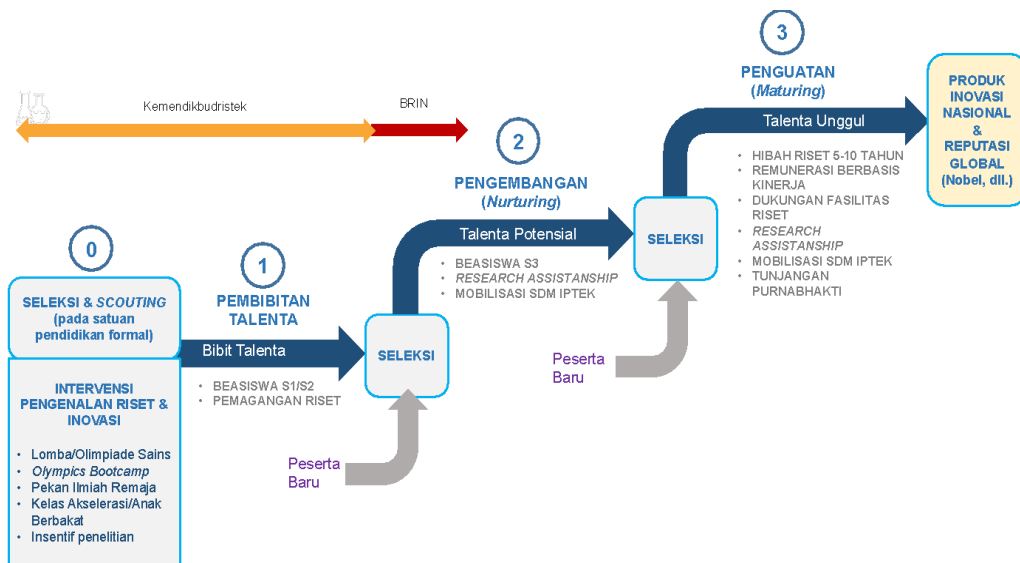 Kemendikbudristek
BRIN
0
SELEKSI & SCOUTING
(pada satuan
pendidikan formal)
INTERVENSI
PENGENALAN RISET &
INOVASI
• Lomba/Olimpiade Sains
• Olympics Bootcamp
• Pekan Ilmiah Remaja
• Kelas Akselerasi/Anak
Berbakat
• Insentif penelitian
1
PEMBIBITAN
TALENTA
Bibit Talenta
• BEASISWA S1/S2
• PEMAGANGAN RISET
SELEKSI
Peserta
Baru
2
PENGEMBANGAN
(Nurturing)
Talenta Potensial
• BEASISWA S3
• RESEARCH ASSISTANSHIP
• MOBILISASI SDM IPTEK
SELEKSI
Peserta
Baru
3
PENGUATAN
(Maturing)
Talenta Unggul
• HIBAH RISET 5-10 TAHUN
• REMUNERASI BERBASIS
KINERJA
• DUKUNGAN FASILITAS
RISET
• RESEARCH
ASSISTANSHIP
• MOBILISASI SDM IPTEK
• TUNJANGAN
PURNABHAKTI
PRODUK
INOVASI
NASIONAL
&
REPUTASI
GLOBAL
(Nobel, dll.)